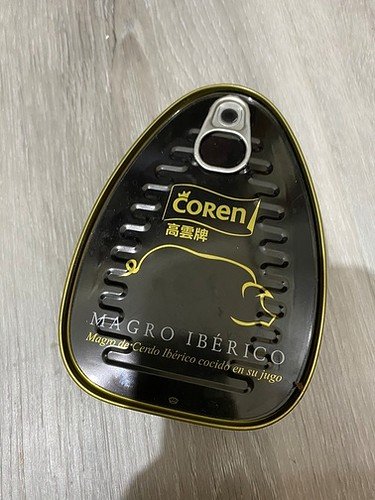 COREN
高雲牌
MAGRO IBÉRICO
Magro de Cerdo Ibérico cocido en su jugo